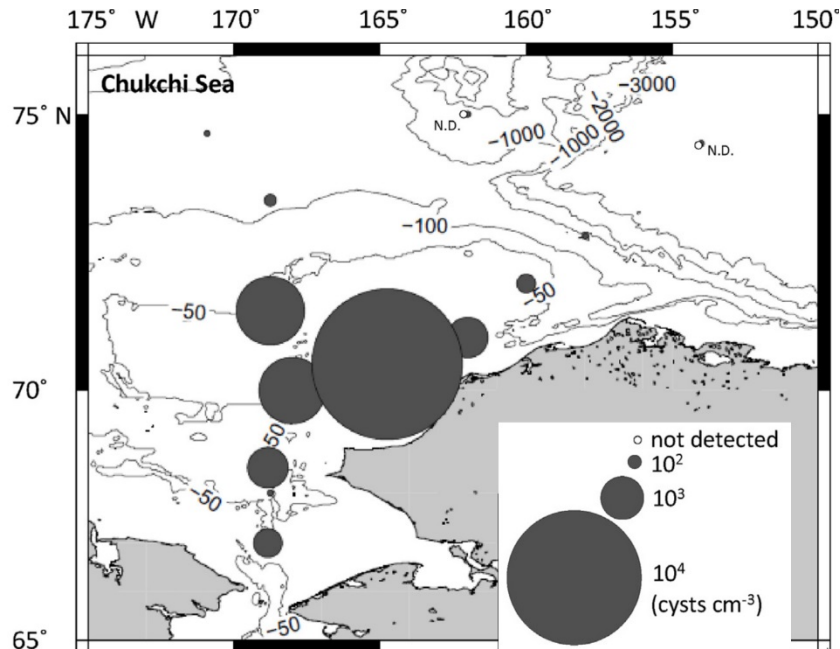 175° W 170° 165° 160° 155° 150°
Chukchi Sea
−3000
75° N
−2000
N.D.
−1000
−1000
N.D.
−100
−50
−50
70°
−50
−50
not detected
10²
10³
10⁴
(cysts cm⁻³)
−50
65°